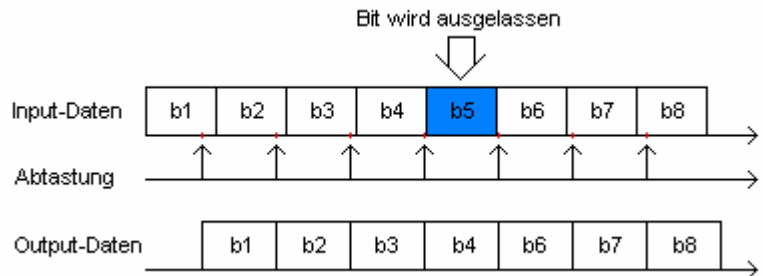 Bit wird ausgelassen
Input-Daten b1 b2 b3 b4 b5 b6 b7 b8
Abtastung
Output-Daten b1 b2 b3 b4 b6 b7 b8